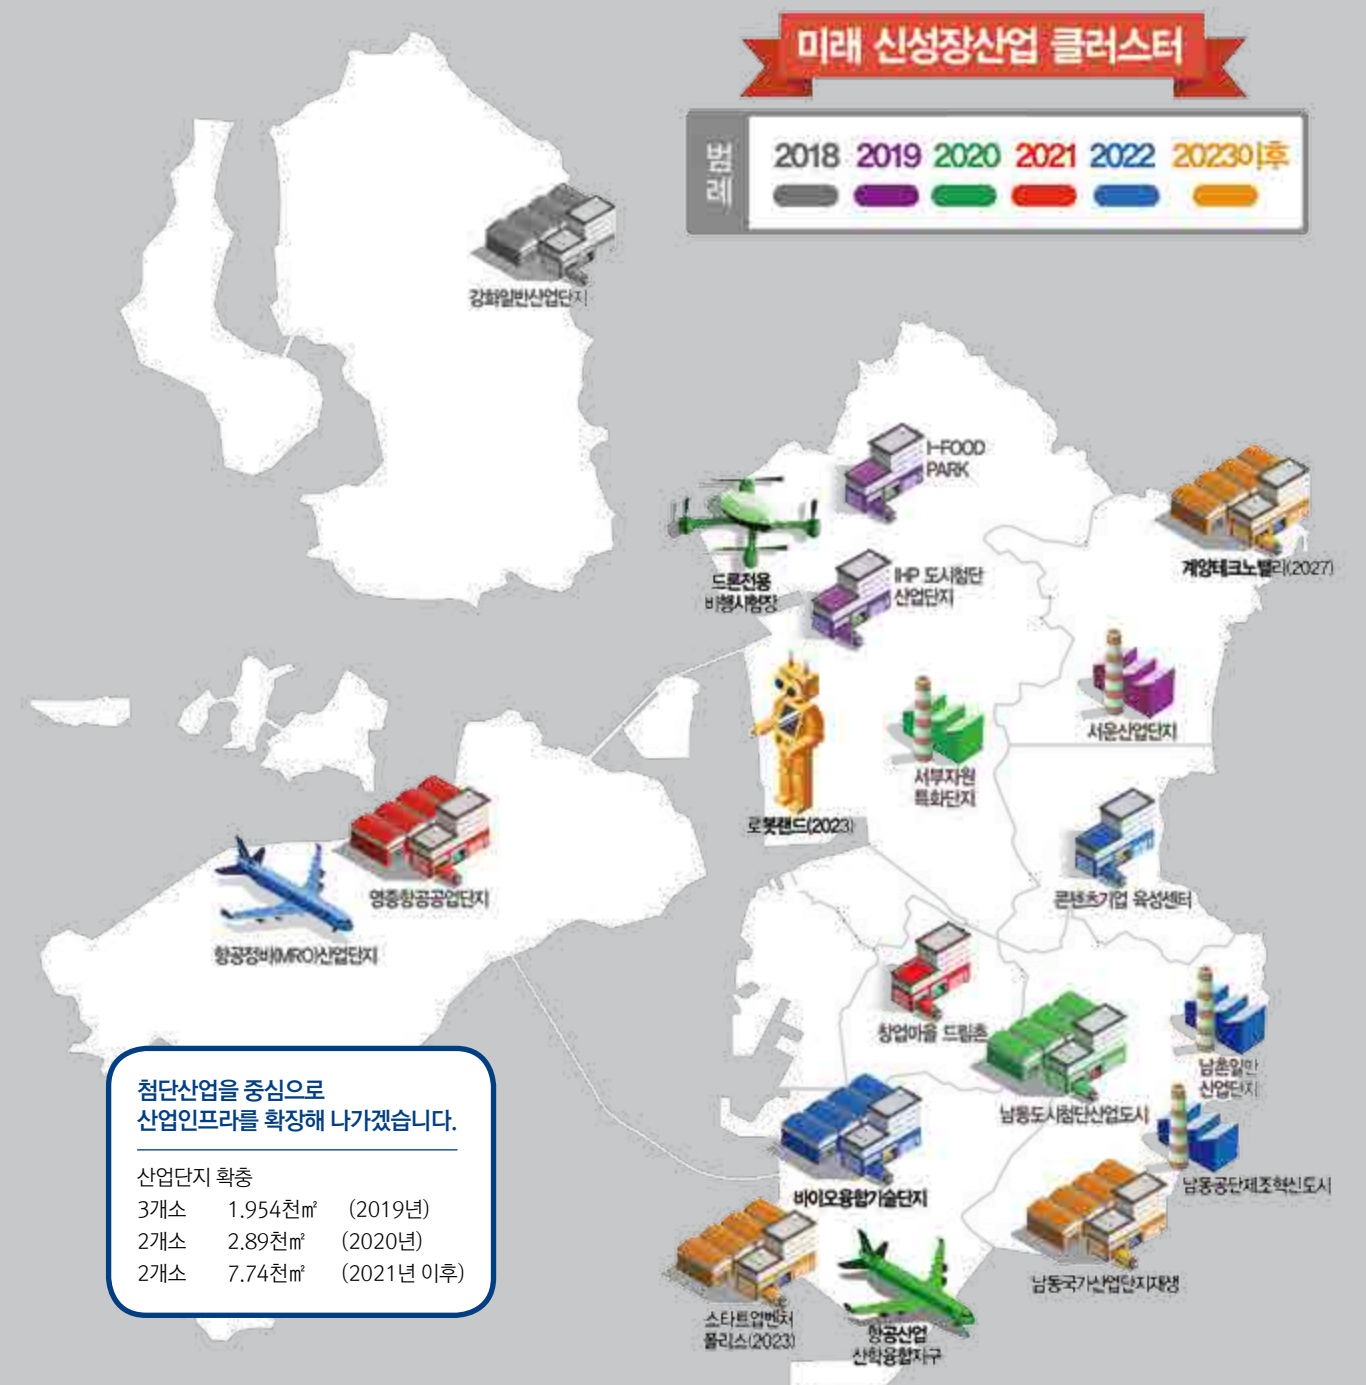 미래 신성장산업 클러스터
범례
2018 2019 2020 2021 2022 2023이후
강화일반산업단지
I-FOOD
PARK
드론전용
비행시험장
IHP 도시첨단
산업단지
계양테크노밸리(2027)
서운산업단지
로봇랜드(2023)
서부자원
특화단지
콘텐츠기업 육성센터
영종항공공업단지
항공정비(MRO)산업단지
창업마을 드림촌
남동도시첨단산업도시
남촌일반
산업단지
바이오융합기술단지
남동공단제조혁신도시
남동국가산업단지재생
스타트업벤처
폴리스(2023)
항공산업
산학융합지구
첨단산업을 중심으로
산업인프라를 확장해 나가겠습니다.
산업단지 확충
3개소 1.954천㎡ (2019년)
2개소 2.89천㎡ (2020년)
2개소 7.74천㎡ (2021년 이후)